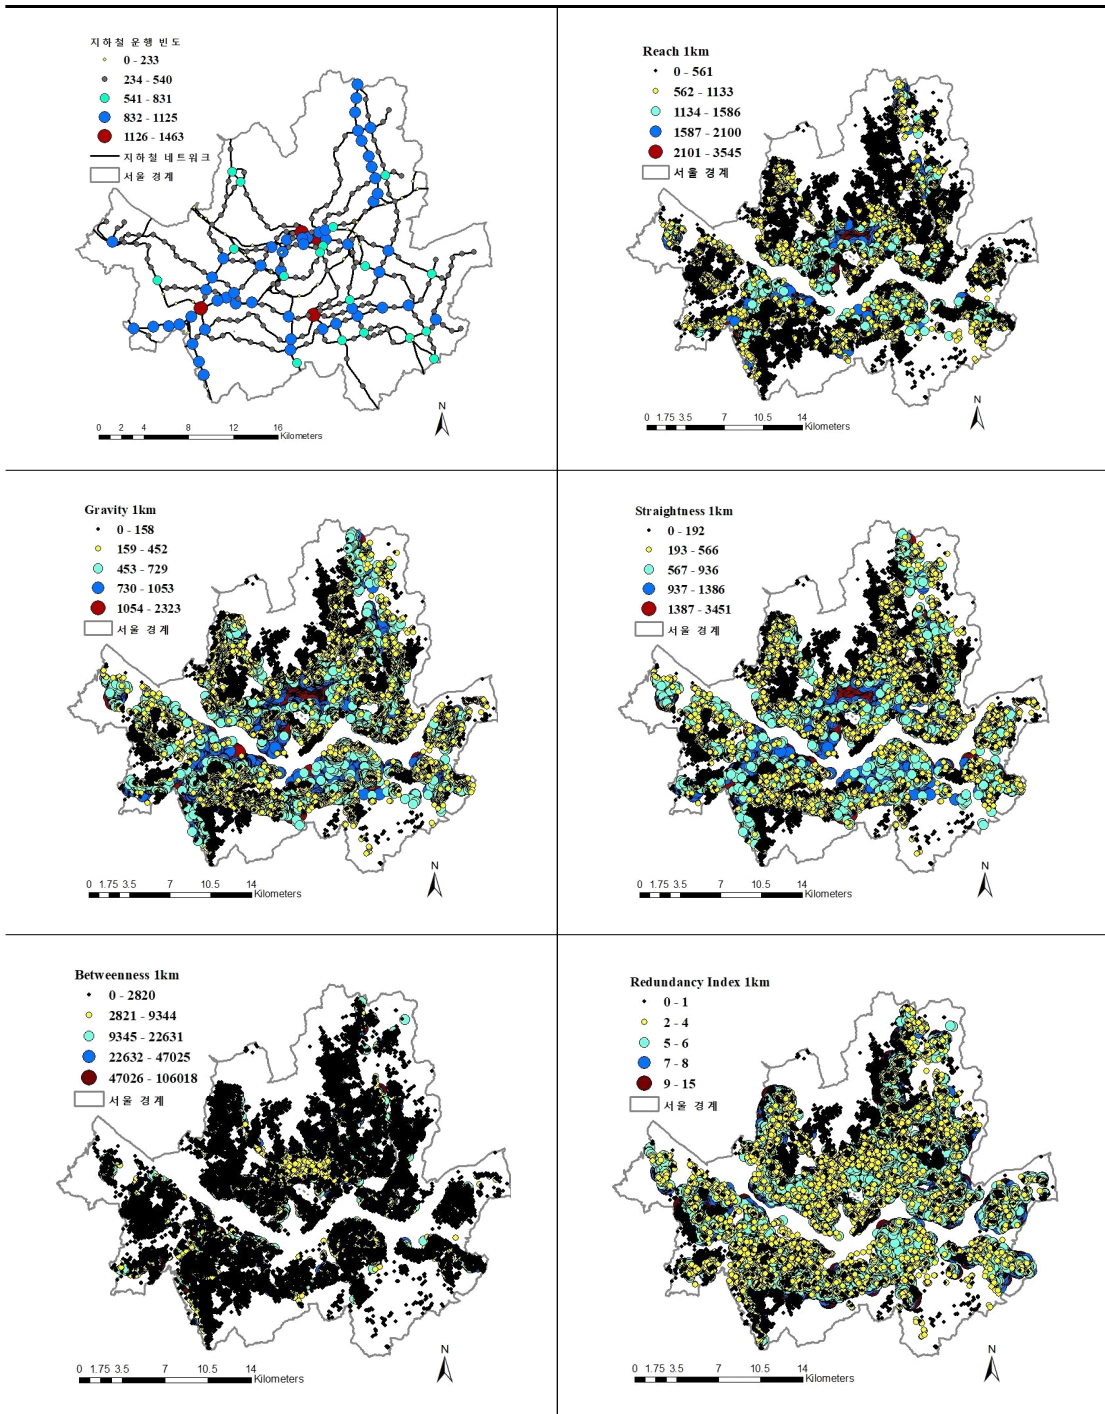 지하철 운행 빈도
0 - 233
234 - 540
541 - 831
832 - 1125
1126 - 1463
지하철 네트워크
서울 경계
N
0 2 4 8 12 16
Kilometers
Reach 1km
0 - 561
562 - 1133
1134 - 1586
1587 - 2100
2101 - 3545
서울 경계
N
0 1.75 3.5 7 10.5 14
Kilometers
Gravity 1km
0 - 158
159 - 452
453 - 729
730 - 1053
1054 - 2323
서울 경계
N
0 1.75 3.5 7 10.5 14
Kilometers
Straightness 1km
0 - 192
193 - 566
567 - 936
937 - 1386
1387 - 3451
서울 경계
N
0 1.75 3.5 7 10.5 14
Kilometers
Betweenness 1km
0 - 2820
2821 - 9344
9345 - 22631
22632 - 47025
47026 - 106018
서울 경계
N
0 1.75 3.5 7 10.5 14
Kilometers
Redundancy Index 1km
0 - 1
2 - 4
5 - 6
7 - 8
9 - 15
서울 경계
N
0 1.75 3.5 7 10.5 14
Kilometers